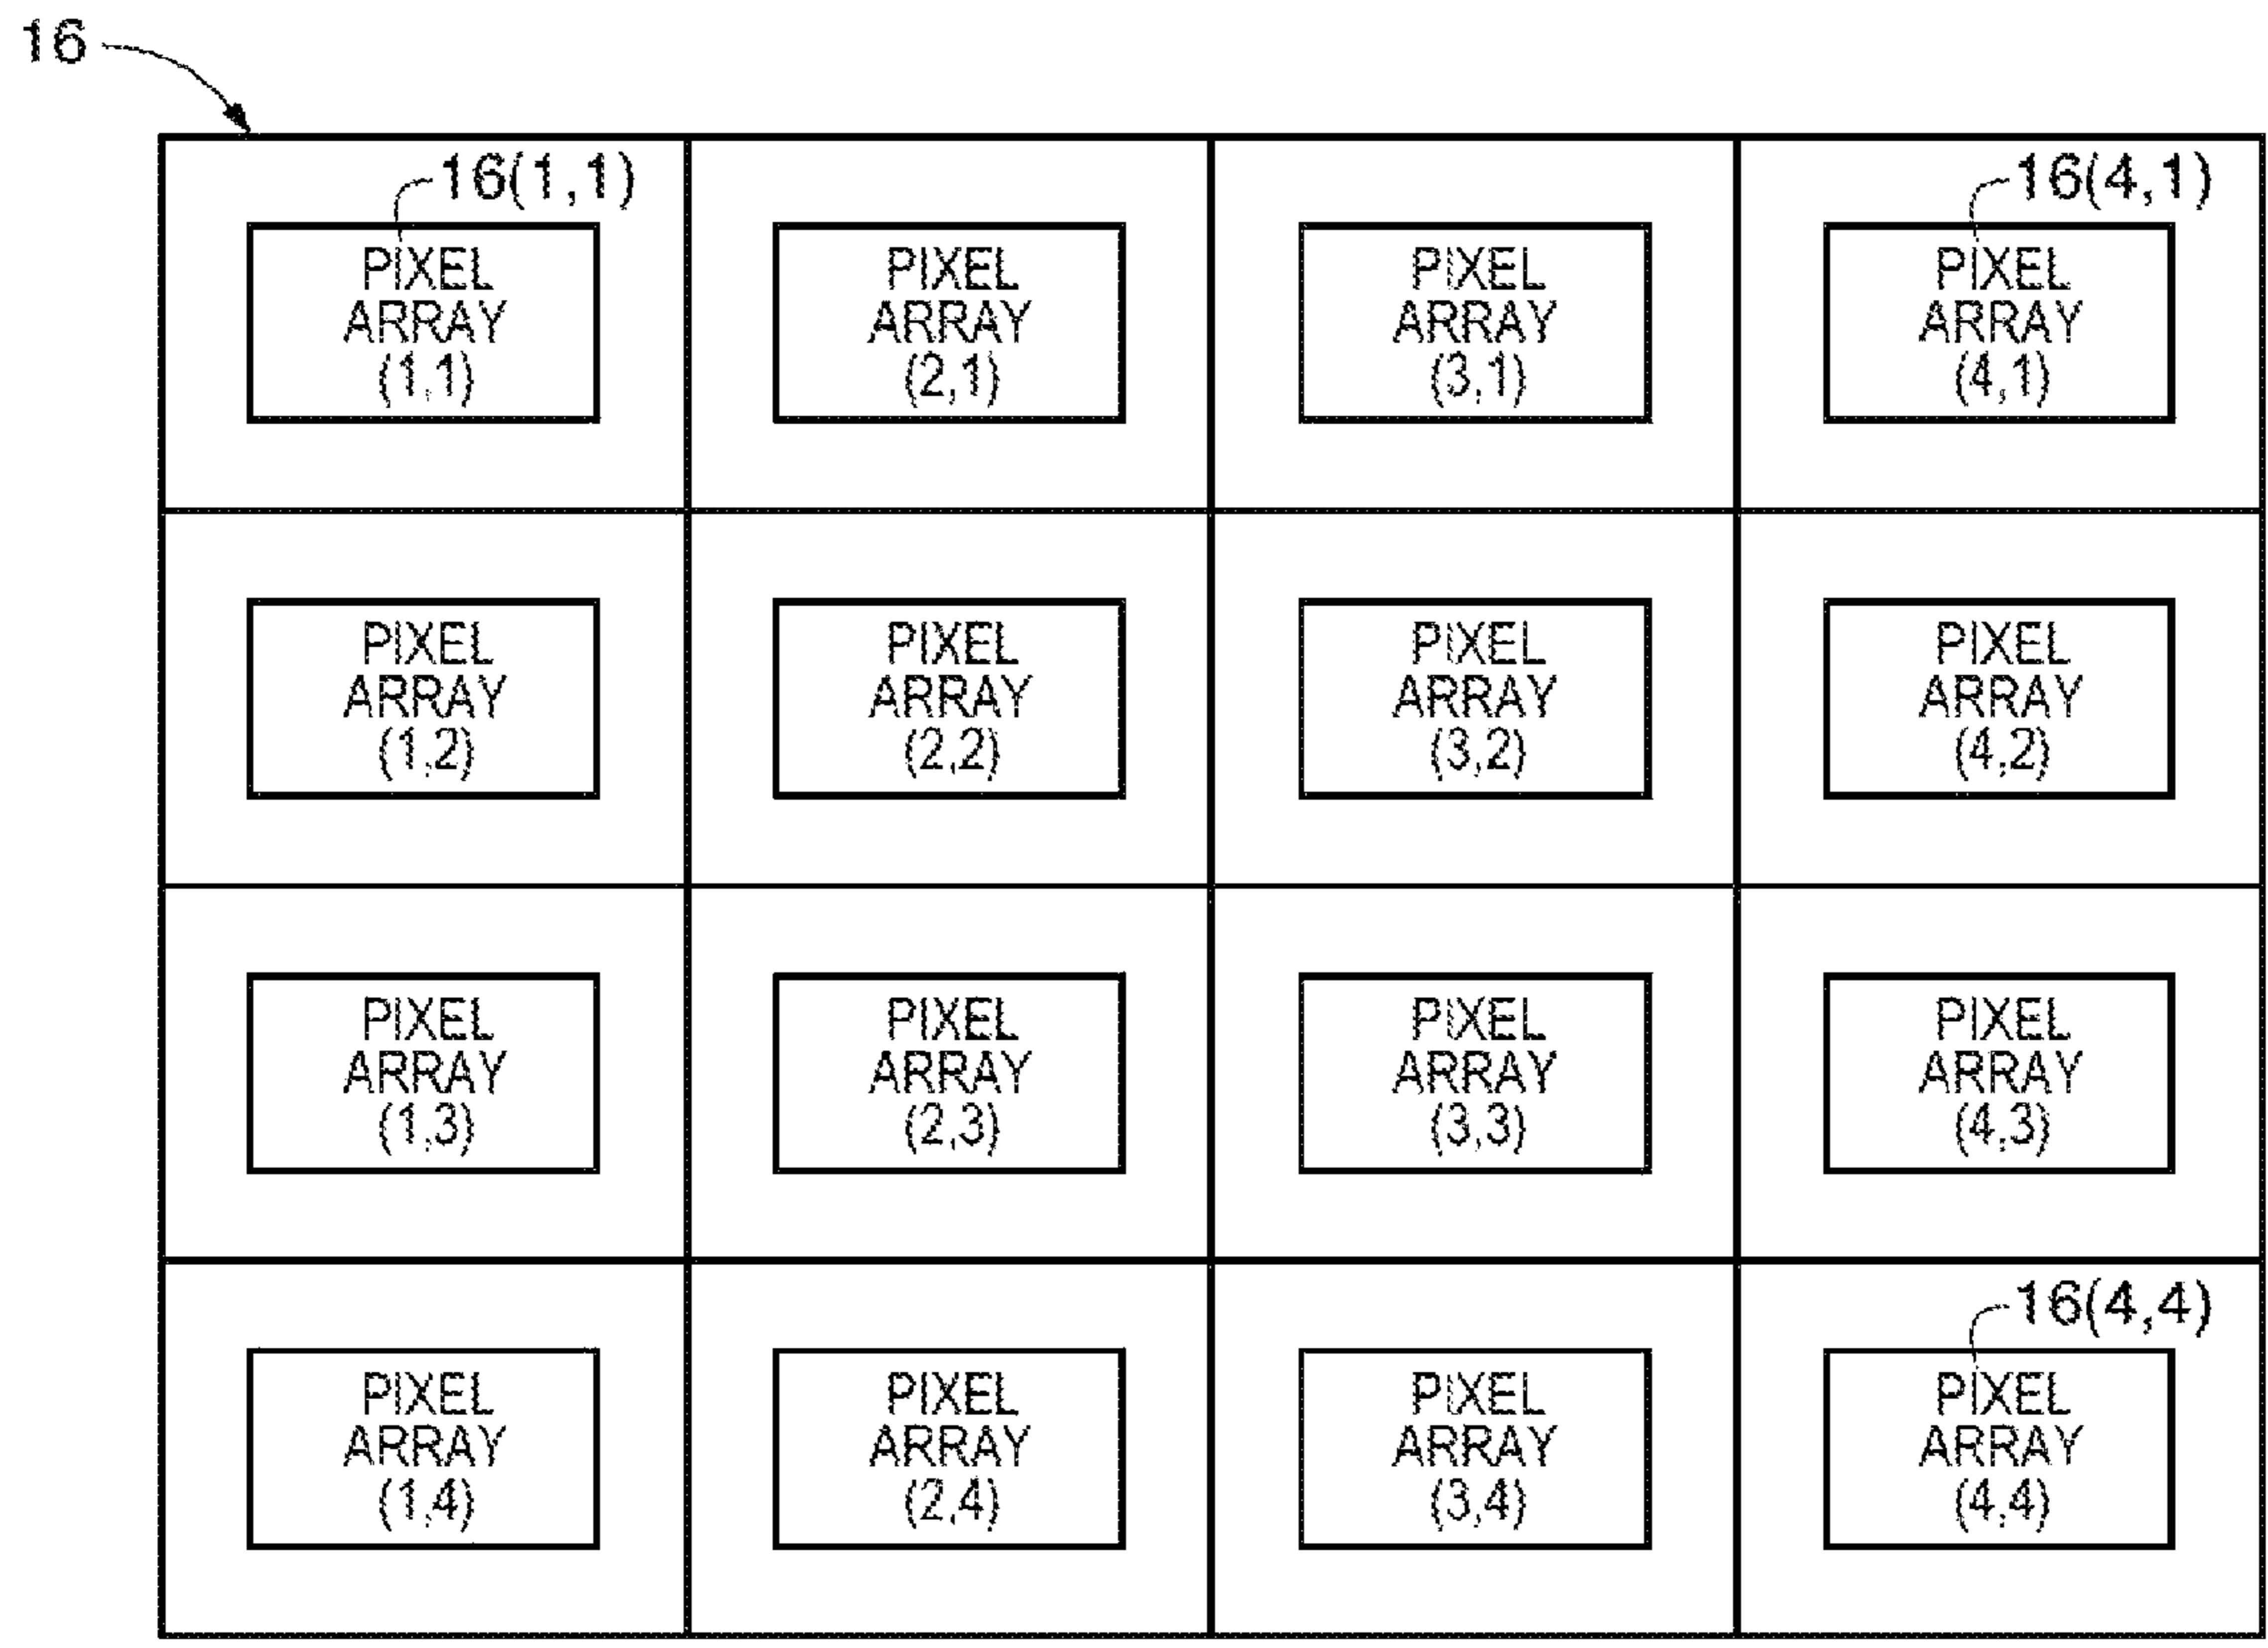 16
16(1,1)
16(4,1)
PIXEL
ARRAY
(1,1)
PIXEL
ARRAY
(2,1)
PIXEL
ARRAY
(3,1)
PIXEL
ARRAY
(4,1)
PIXEL
ARRAY
(1,2)
PIXEL
ARRAY
(2,2)
PIXEL
ARRAY
(3,2)
PIXEL
ARRAY
(4,2)
PIXEL
ARRAY
(1,3)
PIXEL
ARRAY
(2,3)
PIXEL
ARRAY
(3,3)
PIXEL
ARRAY
(4,3)
16(4,4)
PIXEL
ARRAY
(1,4)
PIXEL
ARRAY
(2,4)
PIXEL
ARRAY
(3,4)
PIXEL
ARRAY
(4,4)